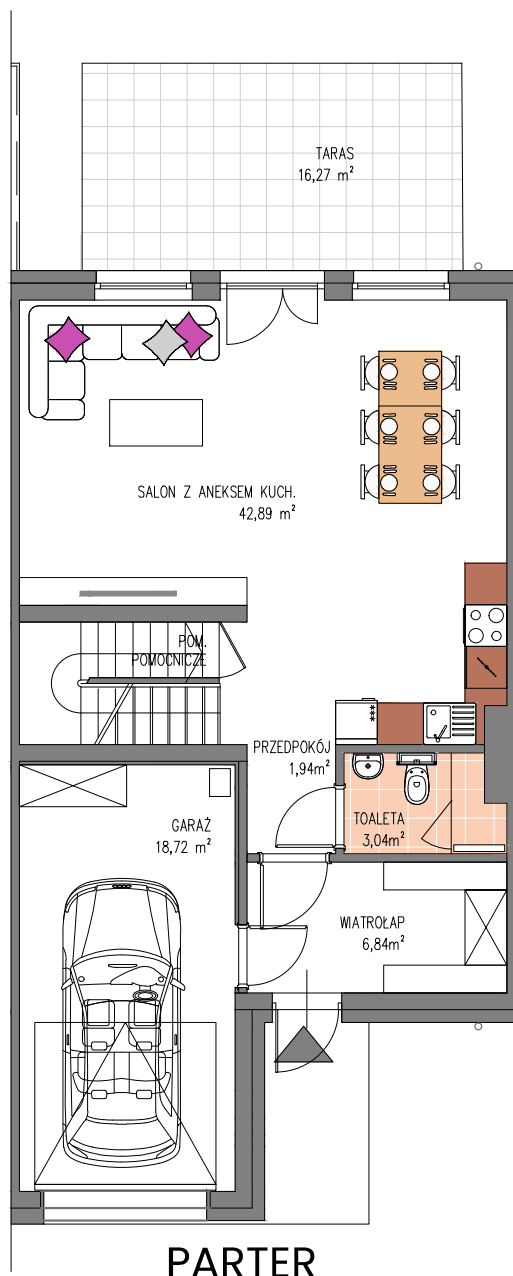 TARAS
16,27 m²
SALON Z ANEKSEM KUCH.
42,89 m²
POM.
POMOCNICZE
PRZEDPOKÓJ
1,94m²
GARAŻ
18,72 m²
TOALETA
3,04m²
WIATROŁAP
6,84m²
PARTER